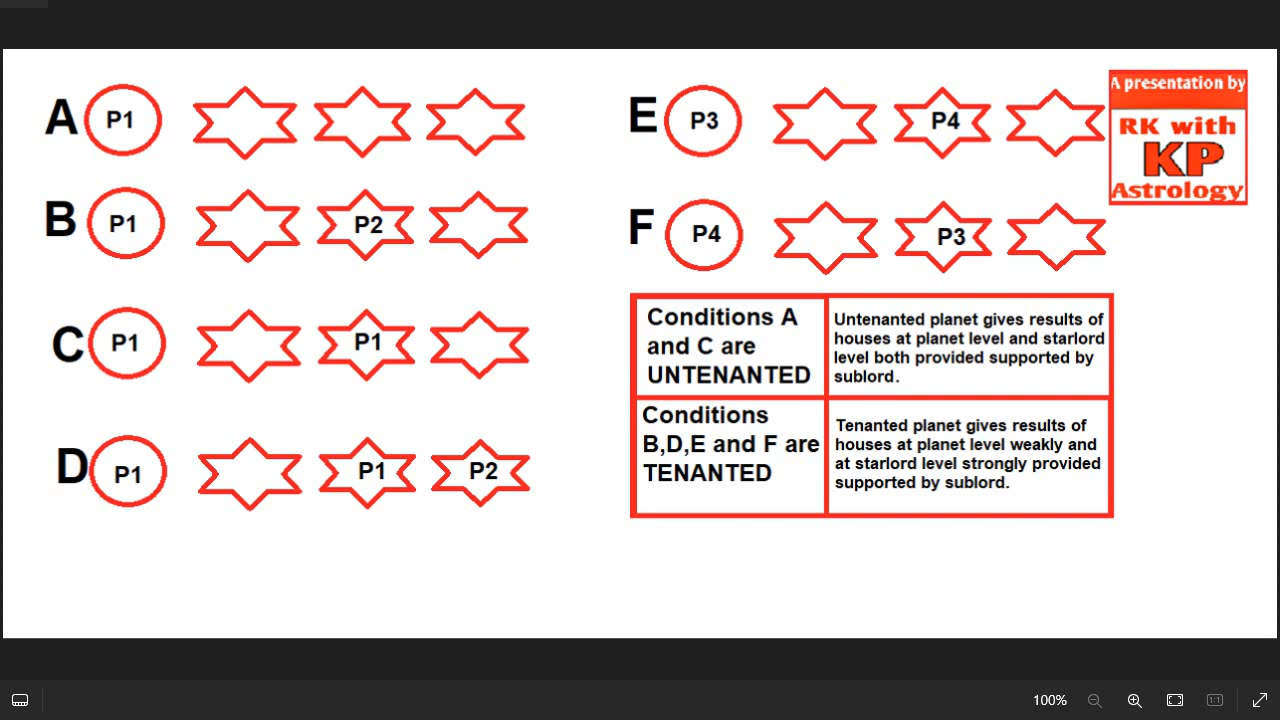 A P1
B P1 P2
C P1 P1
D P1 P1 P2
E P3 P4
F P4 P3
A presentation by
RK with
KP
Astrology
Conditions A
and C are
UNTENANTED
Untenanted planet gives results of
houses at planet level and starlord
level both provided supported by
sublord.
Conditions
B,D,E and F are
TENANTED
Tenanted planet gives results of
houses at planet level weakly and
at starlord level strongly provided
supported by sublord.
100%
1:1